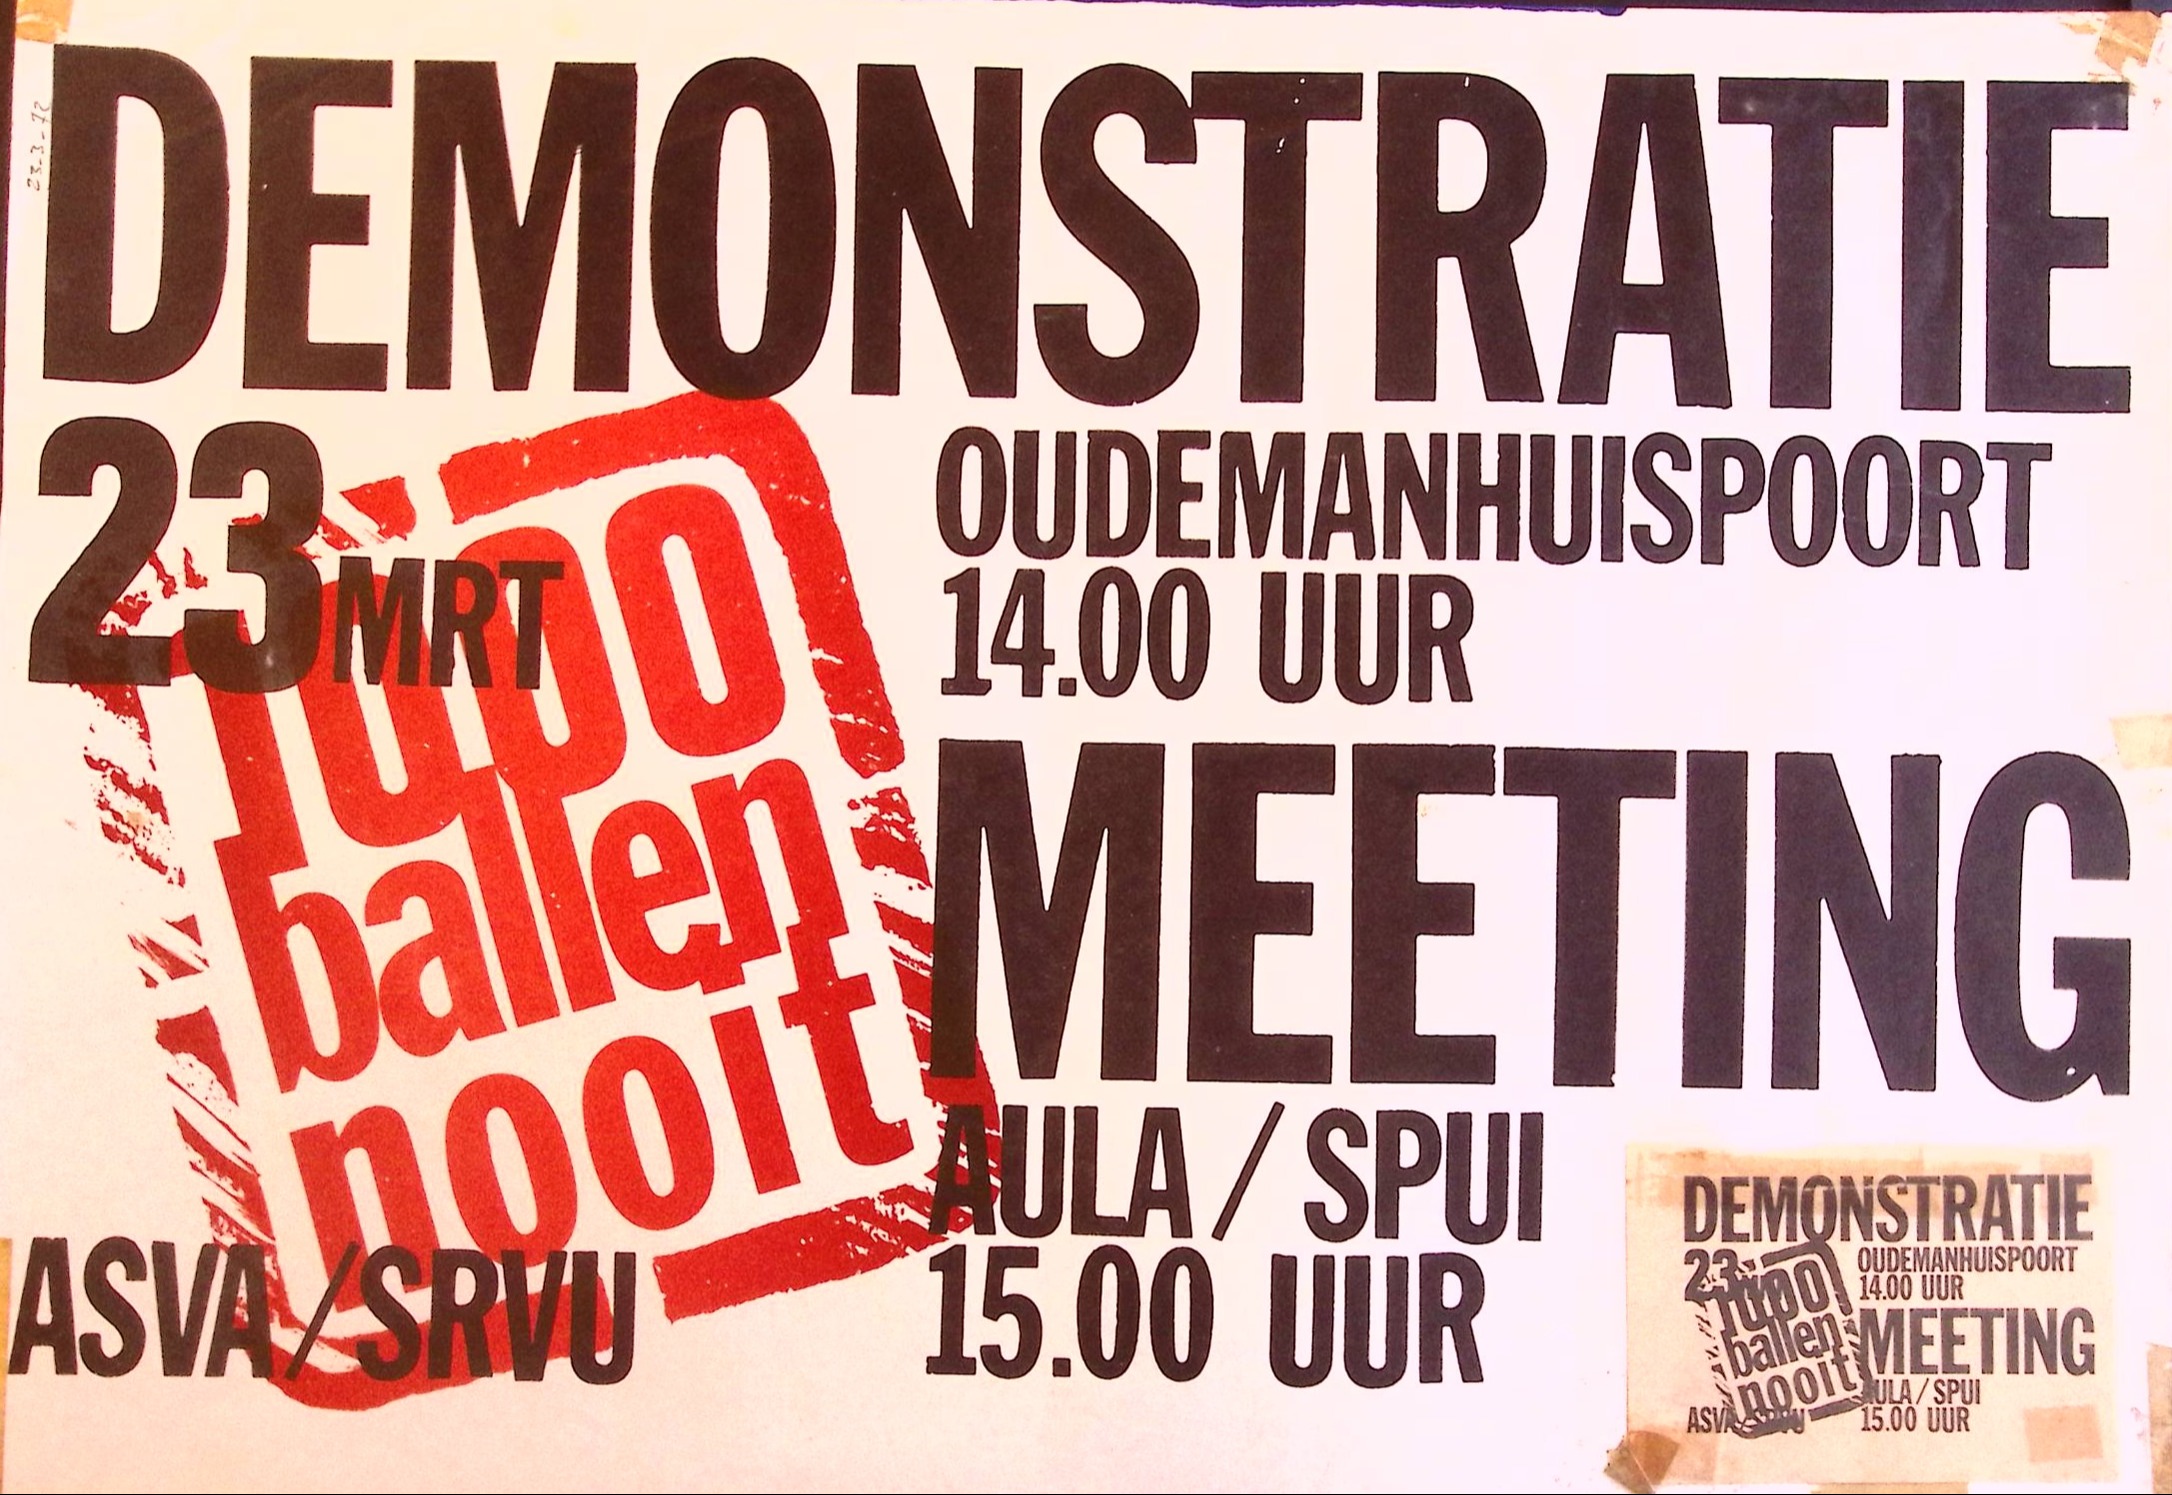 23-3-72
DEMONSTRATIE
23 MRT
OUDEMANHUISPOORT
14.00 UUR
1000
ballen
nooit
MEETING
AULA / SPUI
15.00 UUR
ASVA / SRVU
DEMONSTRATIE
23
OUDEMANHUISPOORT
14.00 UUR
1000
ballen
nooit
MEETING
AULA / SPUI
15.00 UUR
ASVA / SRVU